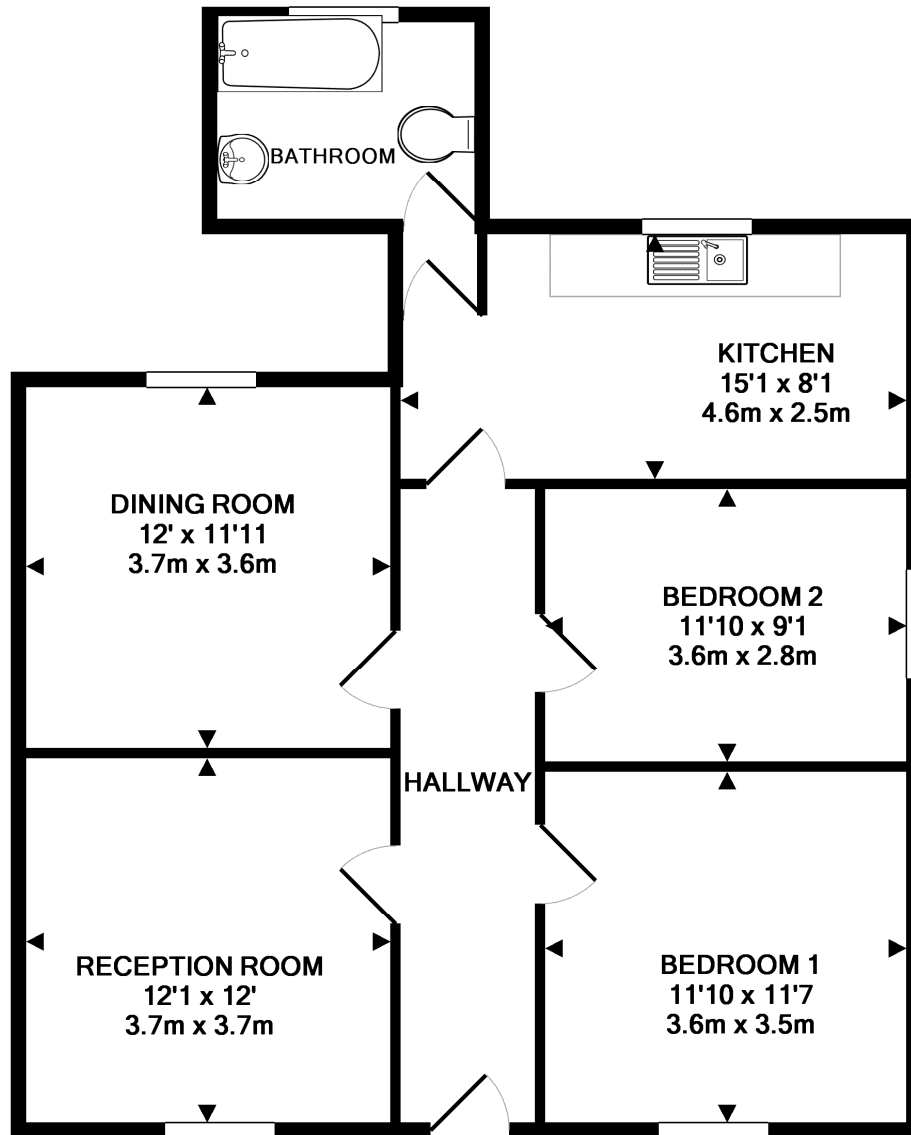 BATHROOM
KITCHEN
15'1 x 8'1
4.6m x 2.5m
DINING ROOM
12' x 11'11
3.7m x 3.6m
BEDROOM 2
11'10 x 9'1
3.6m x 2.8m
HALLWAY
RECEPTION ROOM
12'1 x 12'
3.7m x 3.7m
BEDROOM 1
11'10 x 11'7
3.6m x 3.5m